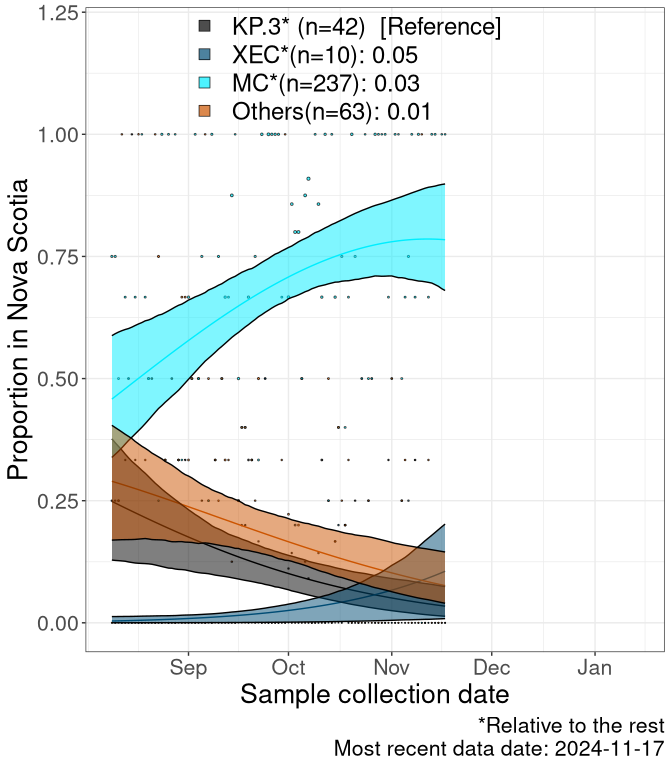 KP.3* (n=42) [Reference]
XEC*(n=10): 0.05
MC*(n=237): 0.03
Others(n=63): 0.01
Proportion in Nova Scotia
1.25
1.00
0.75
0.50
0.25
0.00
Sep Oct Nov Dec Jan
Sample collection date
*Relative to the rest
Most recent data date: 2024-11-17